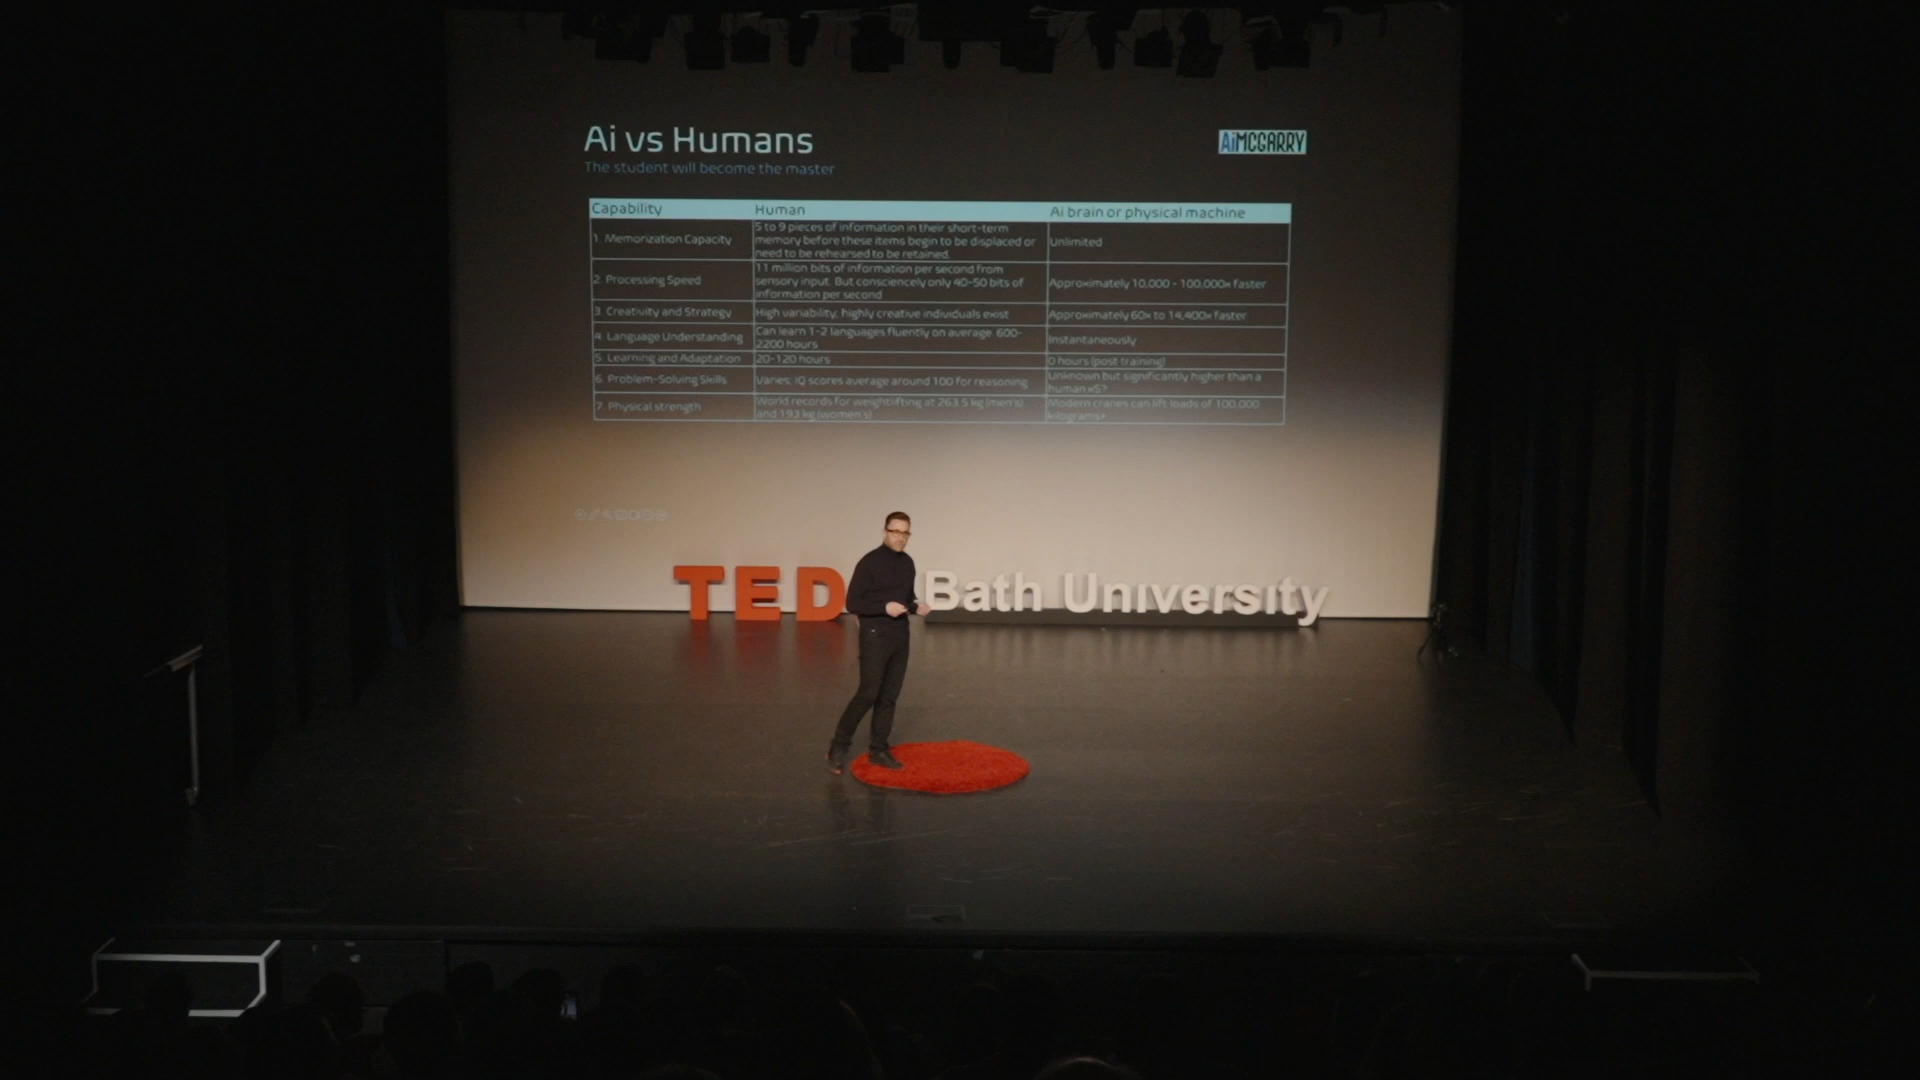 Ai vs Humans
AiMCGARRY
The student will become the master
Capability Human Ai brain or physical machine
1. Memorization Capacity
5 to 9 pieces of information in their short-term
memory before these items begin to be displaced or
need to be rehearsed to be retained.
Unlimited
2. Processing Speed
11 million bits of information per second from
sensory input. But consciencely only 40-50 bits of
information per second
Approximately 10,000 - 100,000x faster
3. Creativity and Strategy
High variability; highly creative individuals exist
Approximately 60x to 14,400x faster
4. Language Understanding
Can learn 1-2 languages fluently on average. 600-
2200 hours
Instantaneously
5. Learning and Adaptation
20-120 hours
0 hours (post training)
6. Problem-Solving Skills
Varies; IQ scores average around 100 for reasoning
Unknown but significantly higher than a
human x5?
7. Physical strength
World records for weightlifting at 263.5 kg (men's)
and 193 kg (women's)
Modern cranes can lift loads of 100,000
kilograms+
TED Bath University